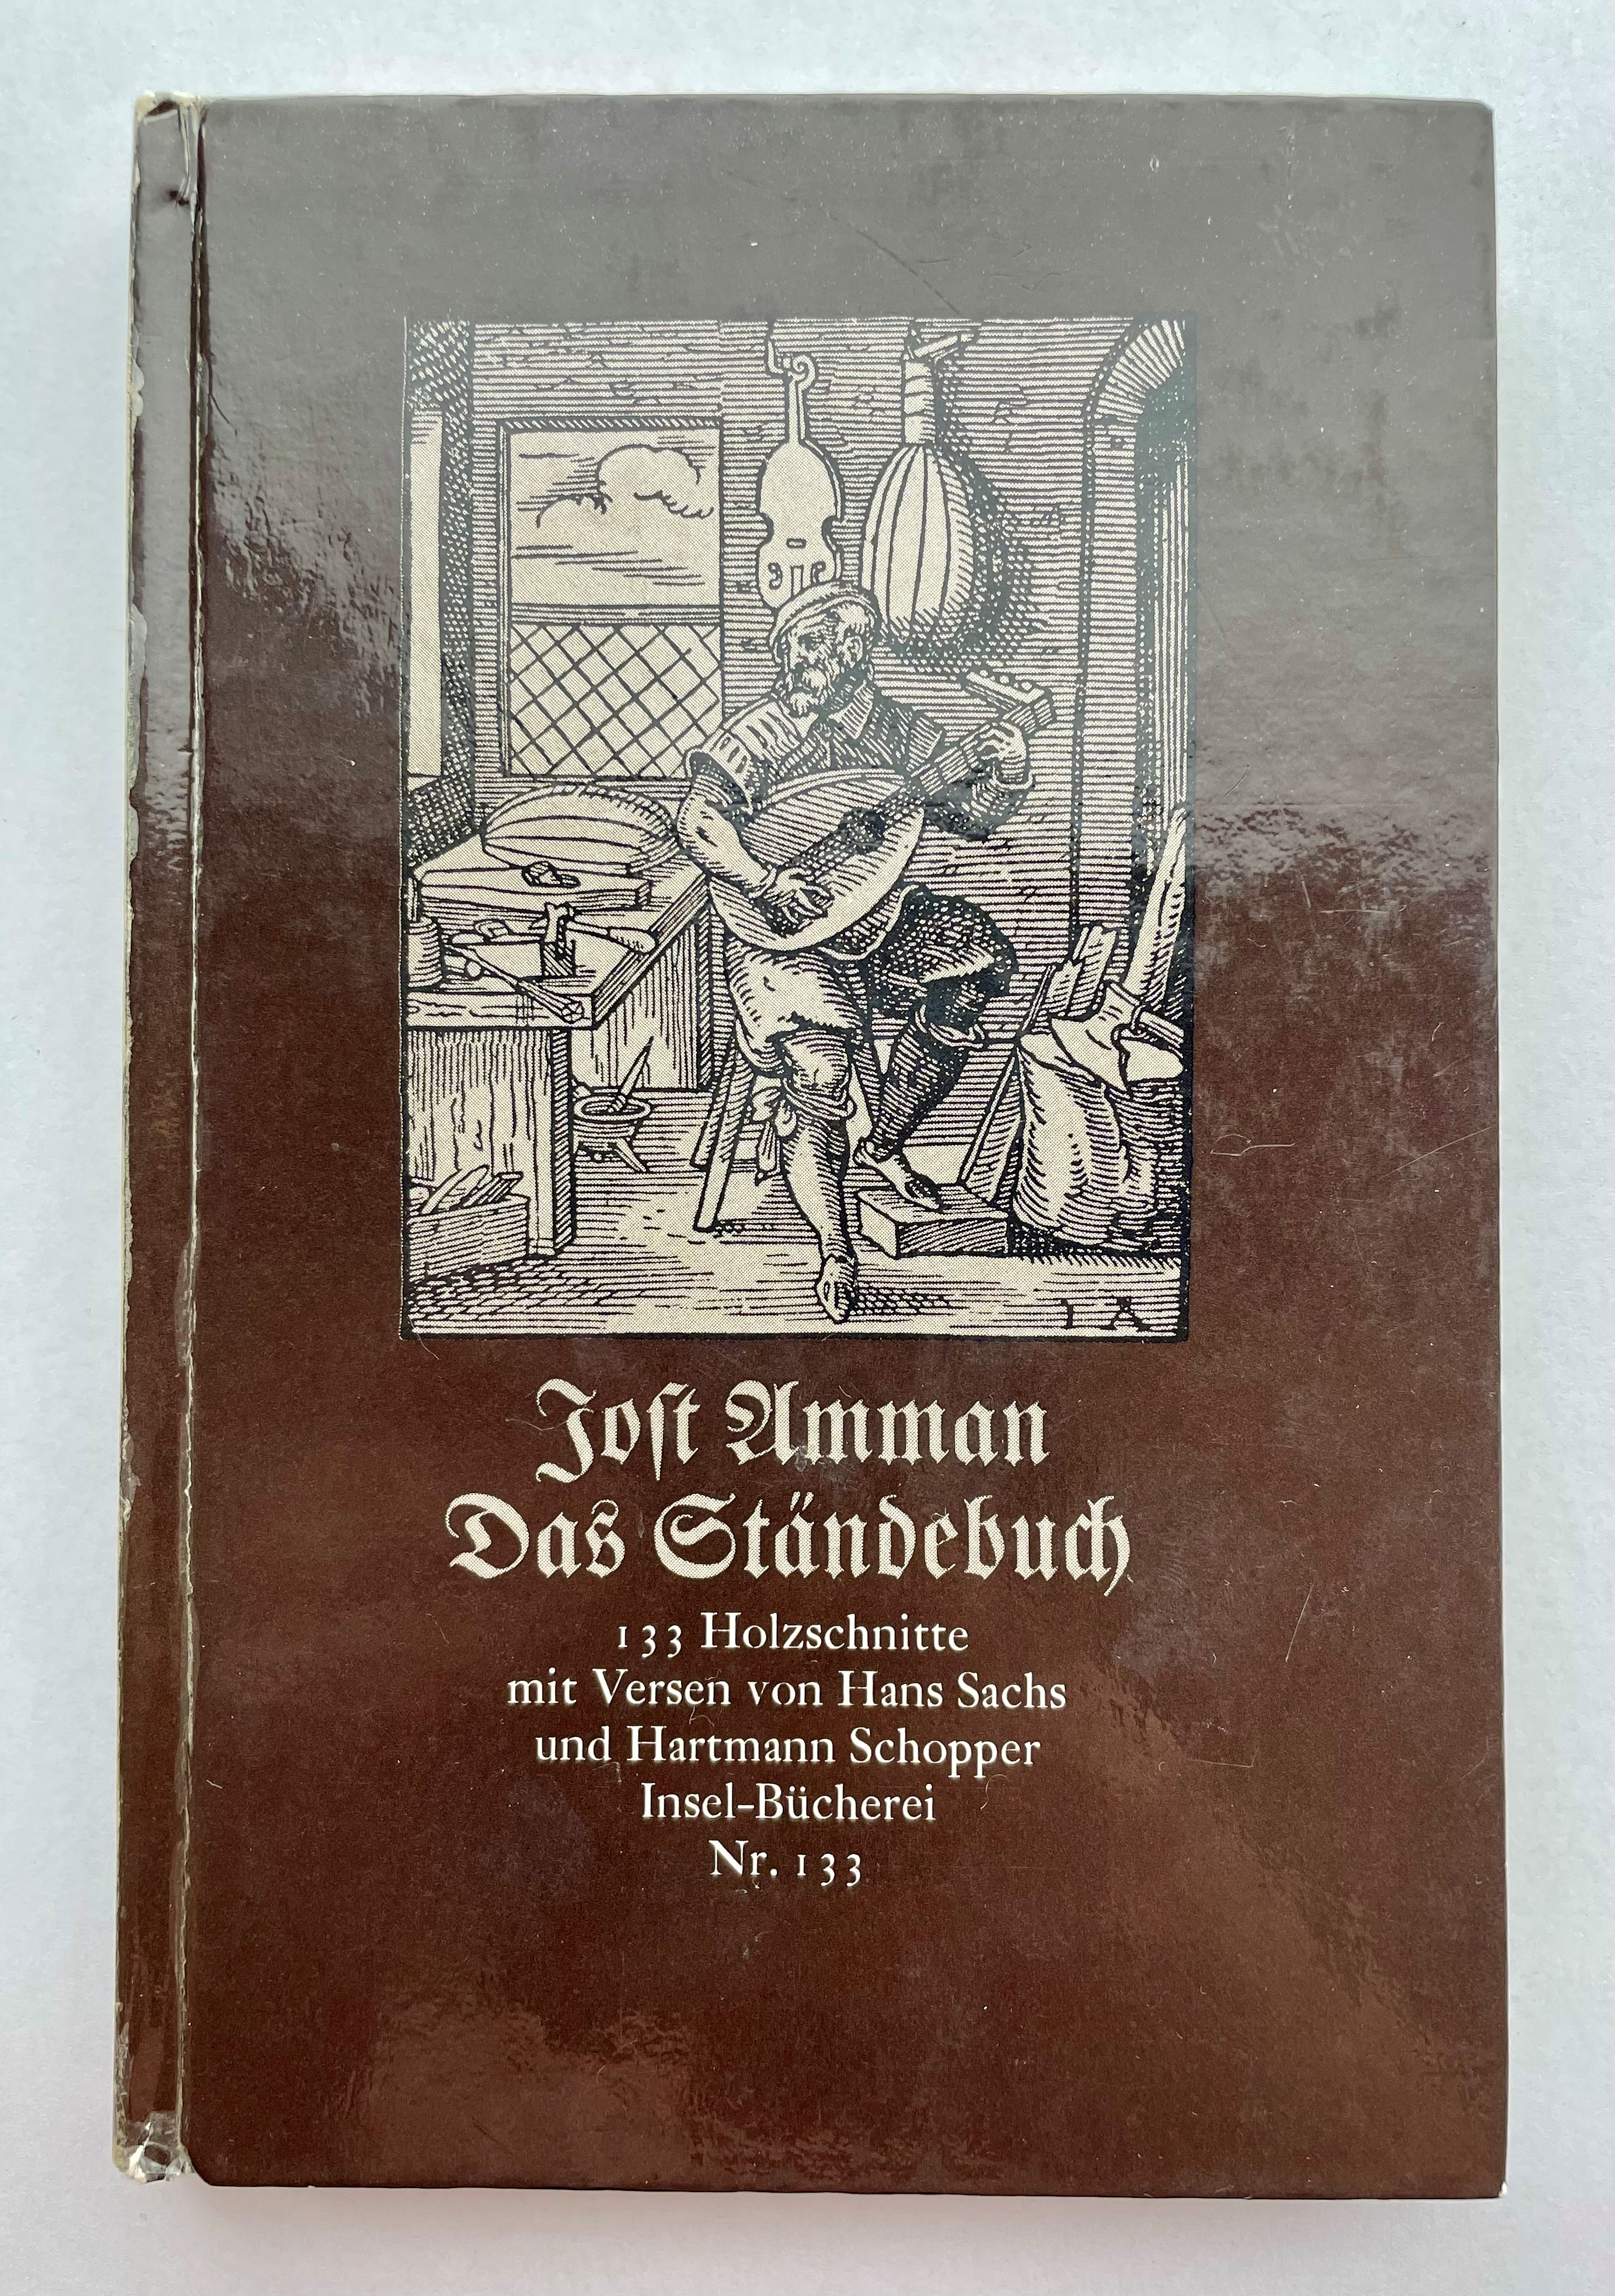 I A
Joſt Amman
Das Ständebuch
133 Holzschnitte
mit Versen von Hans Sachs
und Hartmann Schopper
Insel-Bücherei
Nr. 133